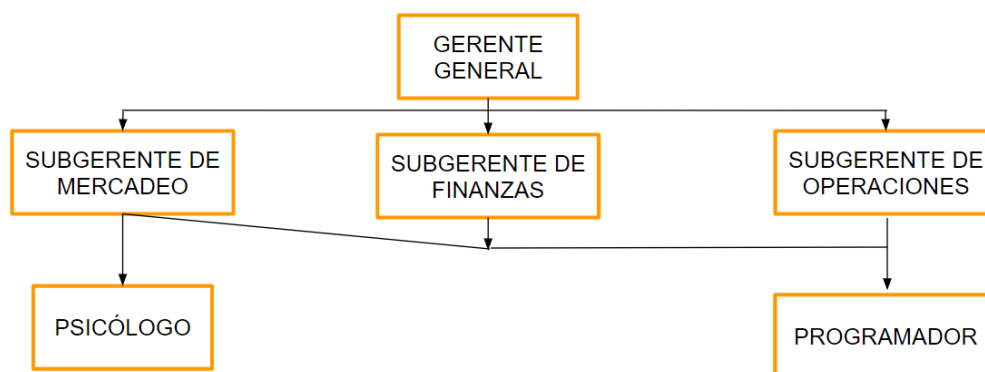 GERENTE
GENERAL
SUBGERENTE DE
MERCADEO
SUBGERENTE DE
FINANZAS
SUBGERENTE DE
OPERACIONES
PSICÓLOGO
PROGRAMADOR